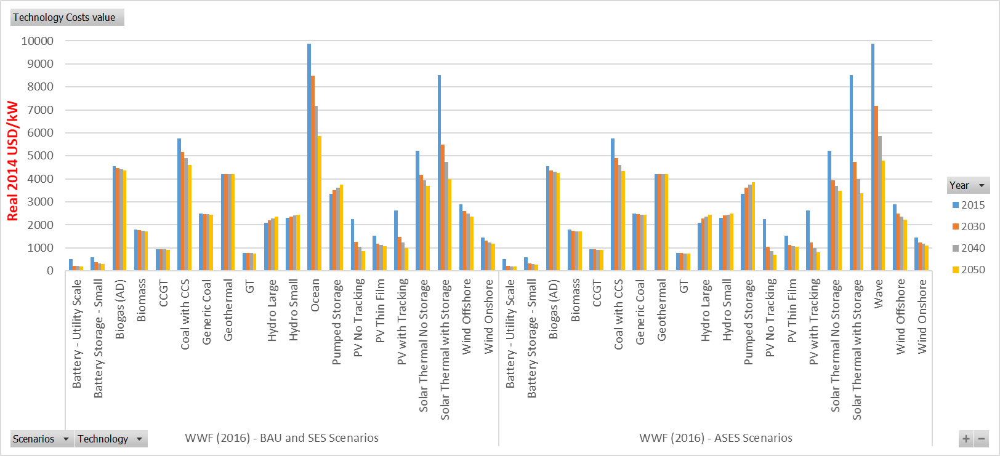 Technology Costs value
Real 2014 USD/kW
10000
9000
8000
7000
6000
5000
4000
3000
2000
1000
0
Battery - Utility Scale
Battery Storage - Small
Biogas (AD)
Biomass
CCGT
Coal with CCS
Generic Coal
Geothermal
GT
Hydro Large
Hydro Small
Ocean
Pumped Storage
PV No Tracking
PV Thin Film
PV with Tracking
Solar Thermal No Storage
Solar Thermal with Storage
Wind Offshore
Wind Onshore
Battery - Utility Scale
Battery Storage - Small
Biogas (AD)
Biomass
CCGT
Coal with CCS
Generic Coal
Geothermal
GT
Hydro Large
Hydro Small
Pumped Storage
PV No Tracking
PV Thin Film
PV with Tracking
Solar Thermal No Storage
Solar Thermal with Storage
Wave
Wind Offshore
Wind Onshore
WWF (2016) - BAU and SES Scenarios
WWF (2016) - ASES Scenarios
Year
2015
2030
2040
2050
Scenarios
Technology